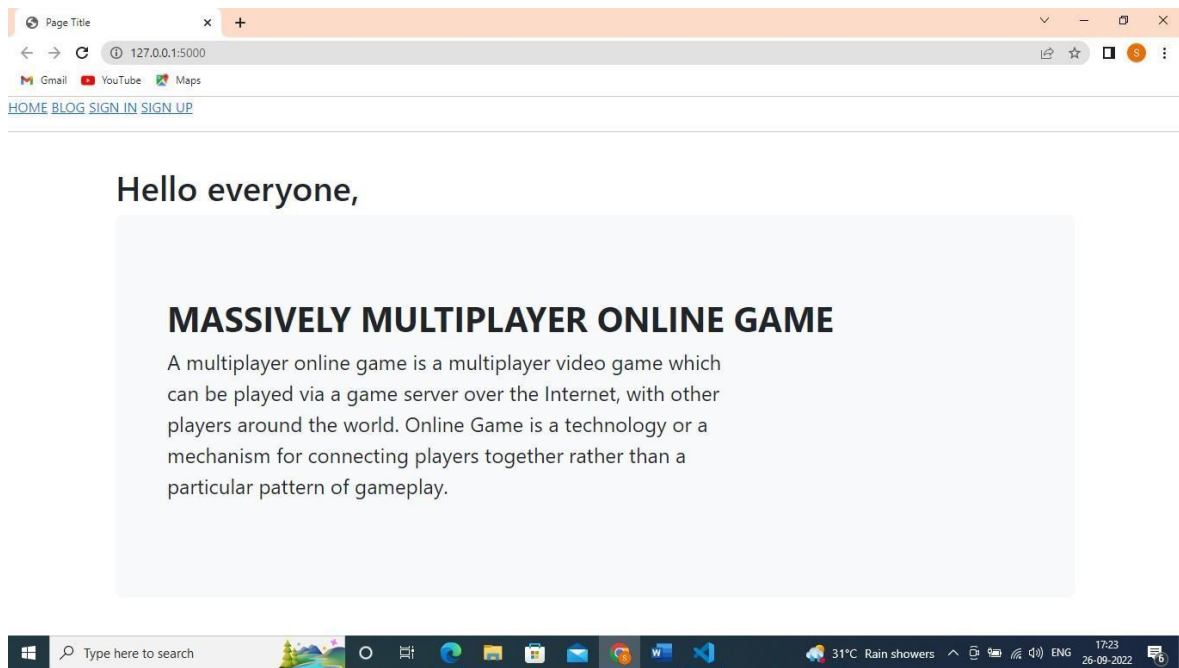 Page Title
127.0.0.1:5000
S
Gmail YouTube Maps
HOME BLOG SIGN IN SIGN UP
Hello everyone,
MASSIVELY MULTIPLAYER ONLINE GAME
A multiplayer online game is a multiplayer video game which
can be played via a game server over the Internet, with other
players around the world. Online Game is a technology or a
mechanism for connecting players together rather than a
particular pattern of gameplay.
Type here to search
31°C Rain showers
ENG
17:23
26-09-2022
6